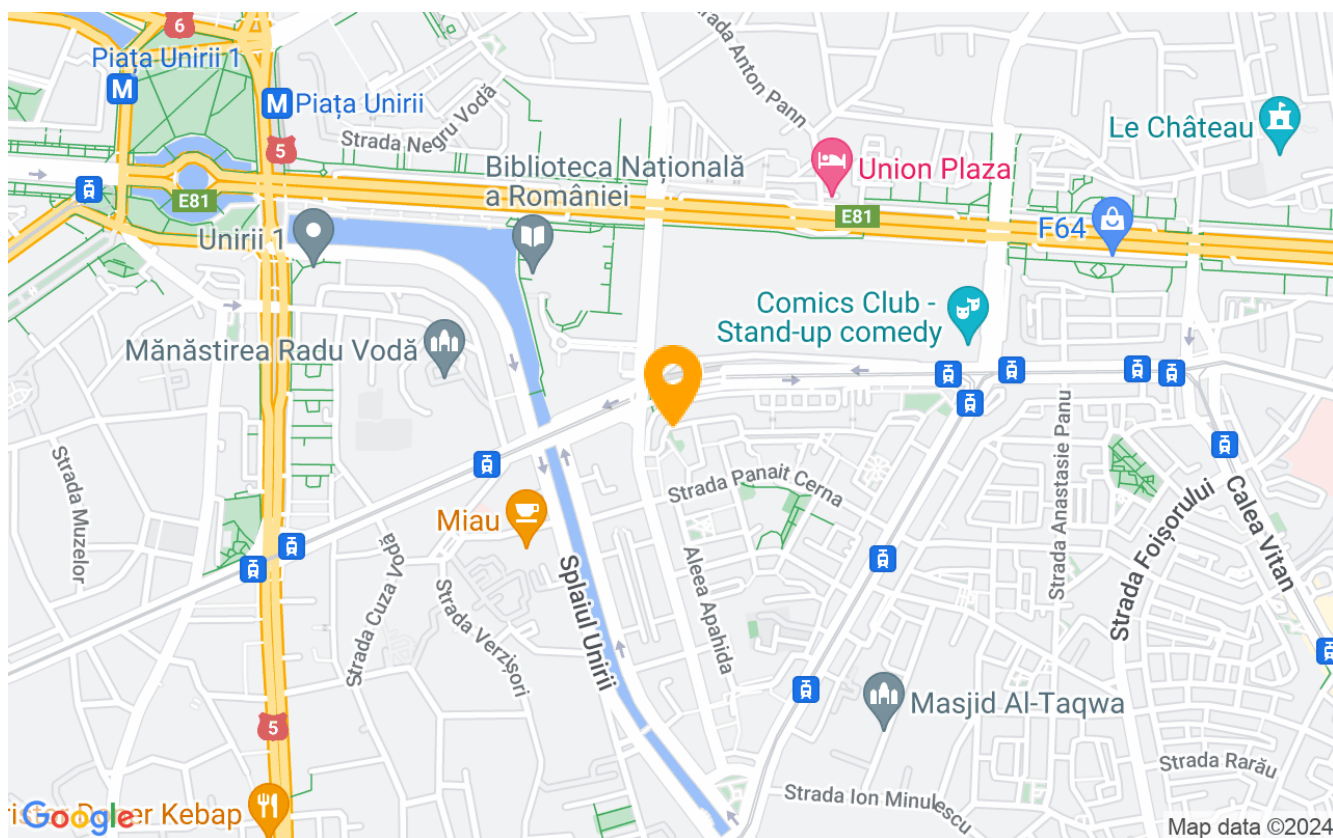 6
Strada Anton Pann
Piața Unirii 1
M
M Piața Unirii
Le Château
Strada Negru Vodă
5
Biblioteca Națională
a României
Union Plaza
E81
E81
F64
Unirii 1
Comics Club -
Stand-up comedy
Mănăstirea Radu Vodă
Strada Muzelor
Strada Panait Cerna
Strada Anastasie Panu
Strada Foișorului
Calea Vitan
Miau
Strada Cuza Vodă
Splaiul Unirii
Aleea Apahida
Strada Verzișori
Masjid Al-Taqwa
5
Strada Rarău
Strada Ion Minulescu
Kebap
Google
Map data ©2024